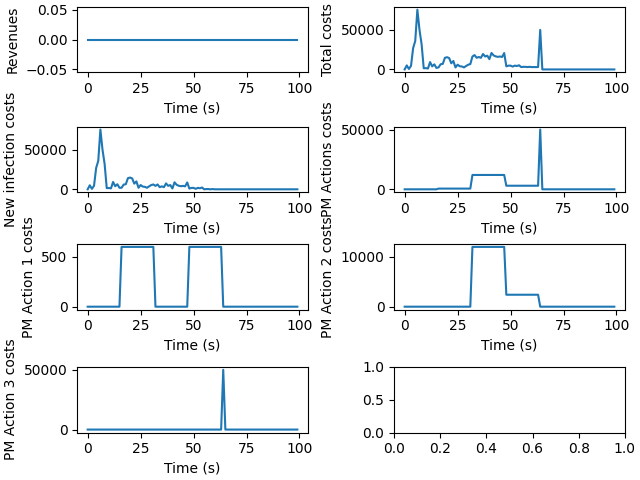 Revenues
0.05
0.00
−0.05
0 25 50 75 100
Time (s)
Total costs
50000
0
0 25 50 75 100
Time (s)
New infection costs
50000
0
0 25 50 75 100
Time (s)
PM Actions costs
50000
0
0 25 50 75 100
Time (s)
PM Action 1 costs
500
0
0 25 50 75 100
Time (s)
PM Action 2 costs
10000
0
0 25 50 75 100
Time (s)
PM Action 3 costs
50000
0
0 25 50 75 100
Time (s)
1.0
0.5
0.0
0.0 0.2 0.4 0.6 0.8 1.0